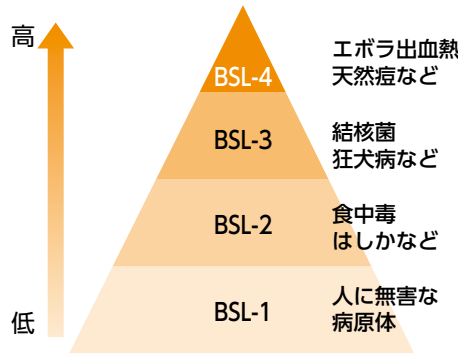 高
エボラ出血熱
天然痘など
BSL-4
結核菌
狂犬病など
BSL-3
食中毒
はしかなど
BSL-2
人に無害な
病原体
BSL-1
低